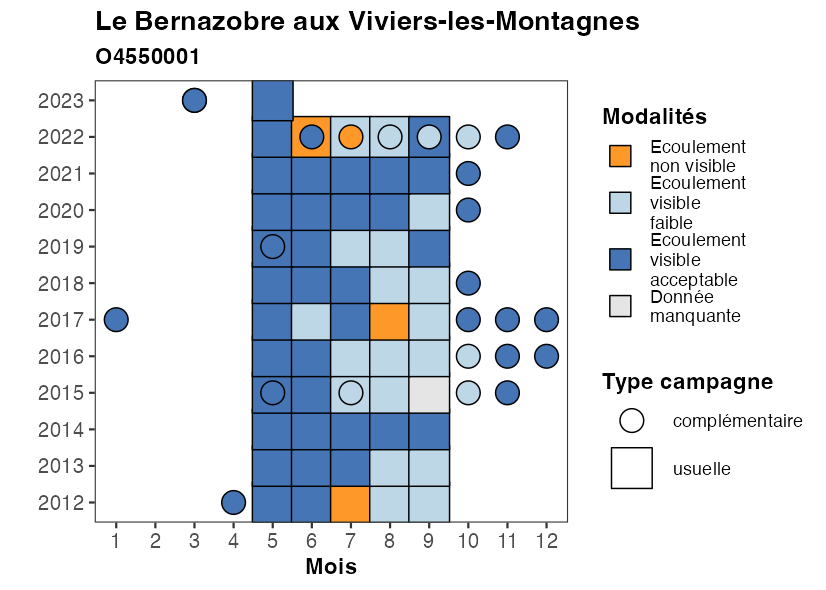 Le Bernazobre aux Viviers-les-Montagnes
O4550001
2023
2022
2021
2020
2019
2018
2017
2016
2015
2014
2013
2012
1 2 3 4 5 6 7 8 9 10 11 12
Mois
Modalités
Ecoulement
non visible
Ecoulement
visible
faible
Ecoulement
visible
acceptable
Donnée
manquante
Type campagne
complémentaire
usuelle